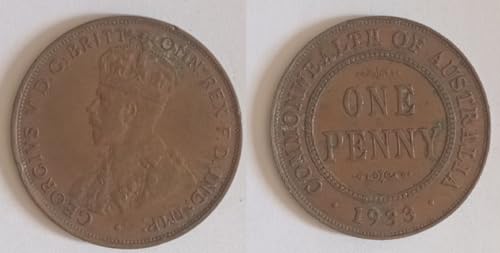 GEORGIVS V D.G.BRITT: OMN:REX F.D.IND:IMP:
COMMONWEALTH OF AUSTRALIA
ONE
PENNY
· 1933 ·